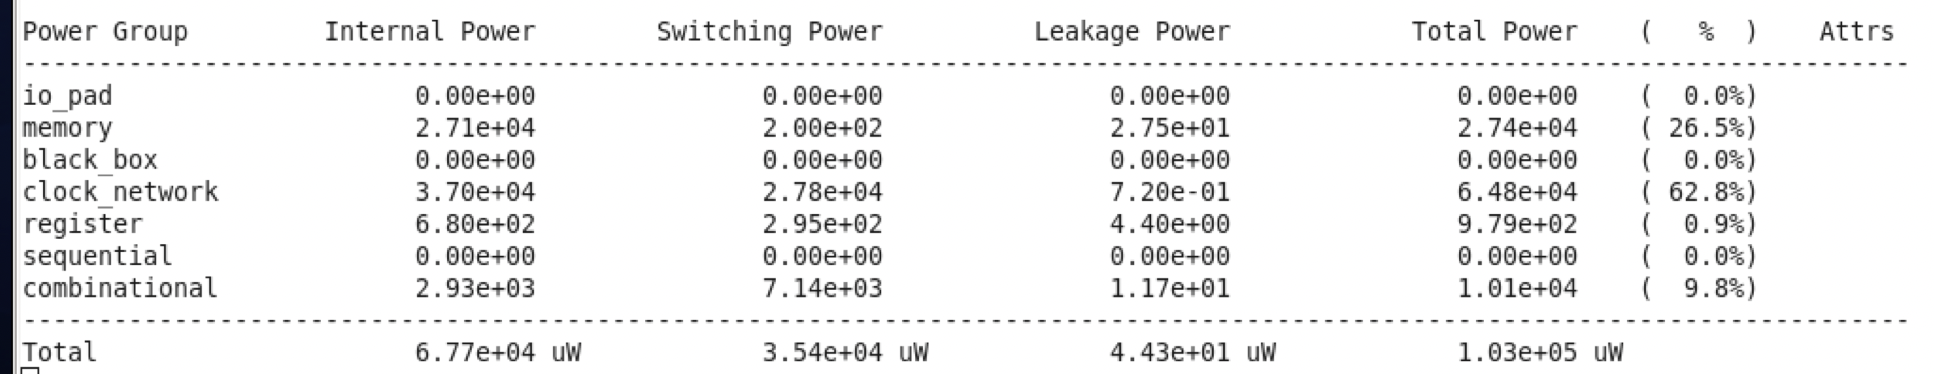 Power Group         Internal Power        Switching Power          Leakage Power            Total Power    (   %  )    Attrs
------------------------------------------------------------------------------------------------------------------------------
io_pad                    0.00e+00               0.00e+00               0.00e+00               0.00e+00    (  0.0%)
memory                    2.71e+04               2.00e+02               2.75e+01               2.74e+04    ( 26.5%)
black_box                 0.00e+00               0.00e+00               0.00e+00               0.00e+00    (  0.0%)
clock_network             3.70e+04               2.78e+04               7.20e-01               6.48e+04    ( 62.8%)
register                  6.80e+02               2.95e+02               4.40e+00               9.79e+02    (  0.9%)
sequential                0.00e+00               0.00e+00               0.00e+00               0.00e+00    (  0.0%)
combinational             2.93e+03               7.14e+03               1.17e+01               1.01e+04    (  9.8%)
------------------------------------------------------------------------------------------------------------------------------
Total                     6.77e+04 uW            3.54e+04 uW            4.43e+01 uW            1.03e+05 uW